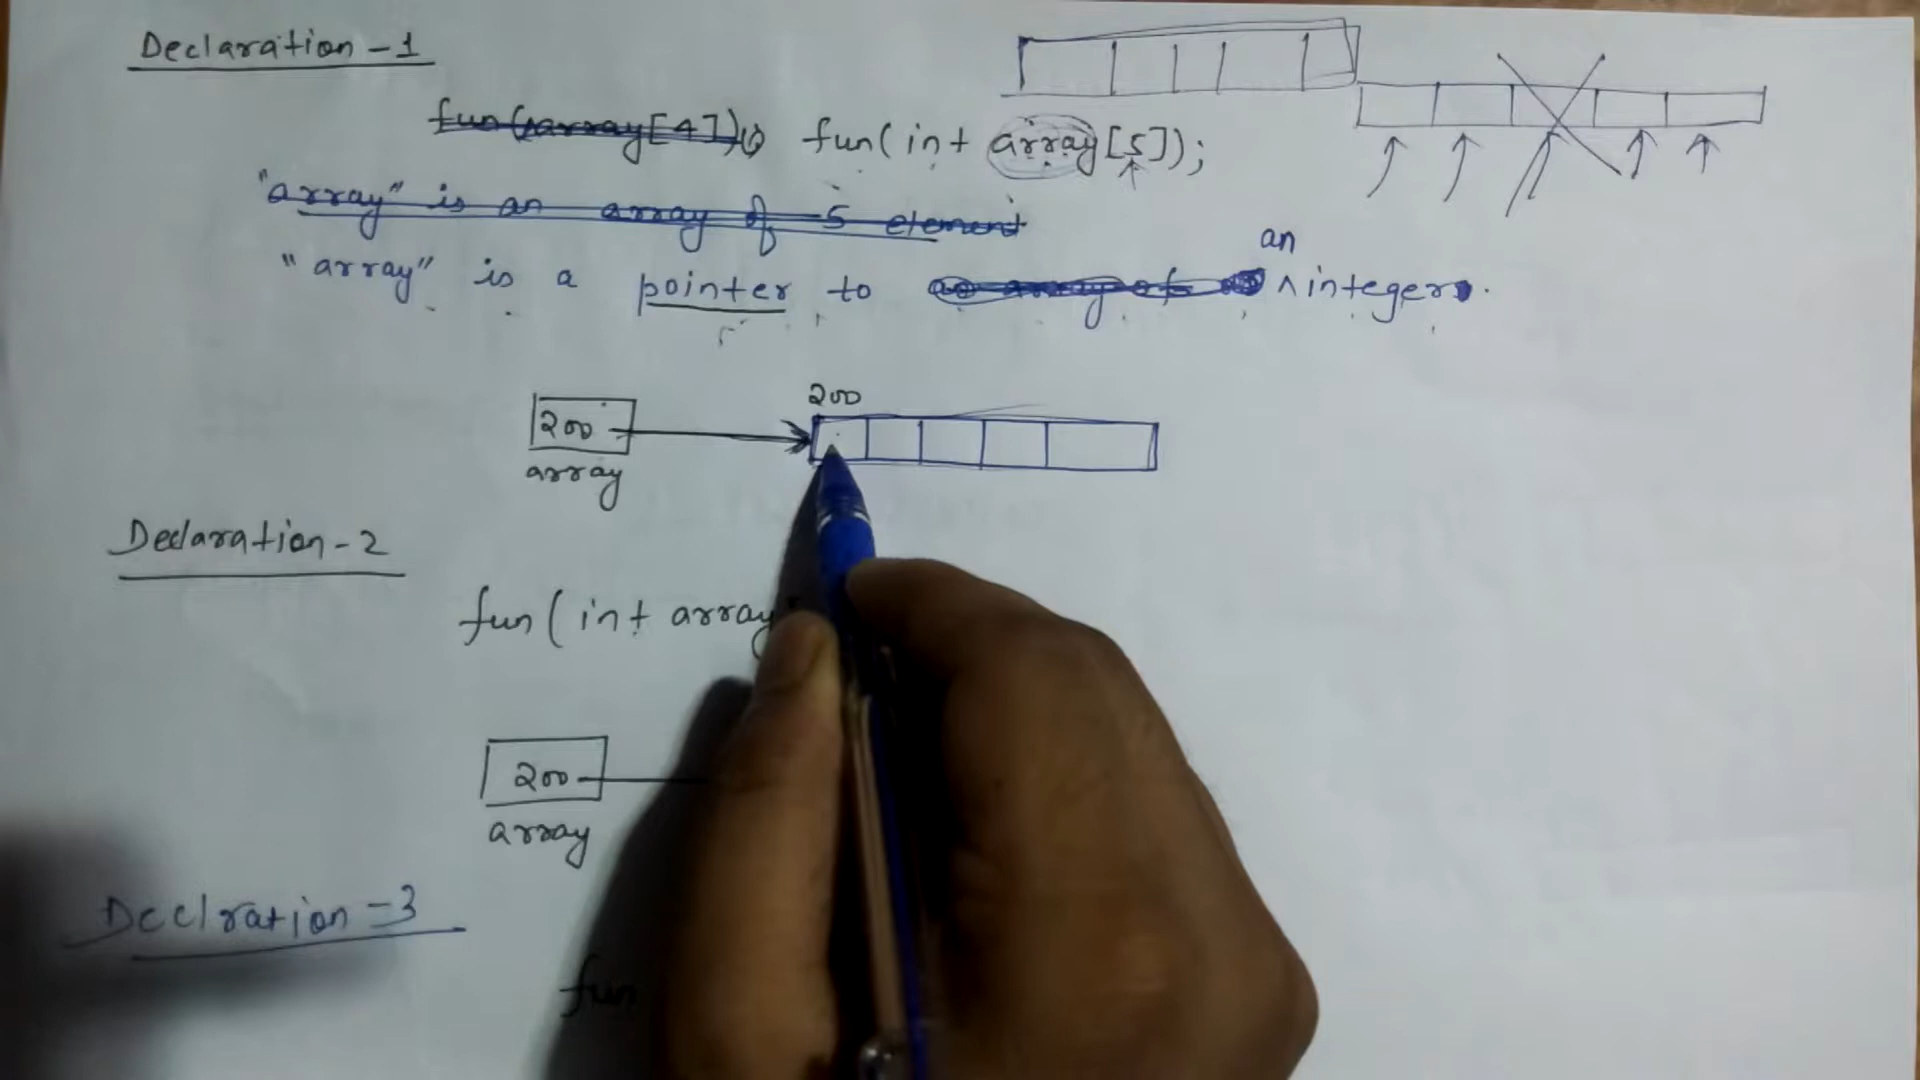 Declaration-1
fun(array[4]); fun(int array[5]);
"array" is an array of 5 element
an
"array" is a pointer to an array of integer.
200
200
array
Declaration-2
fun(int array
200
array
Declration-3
fun